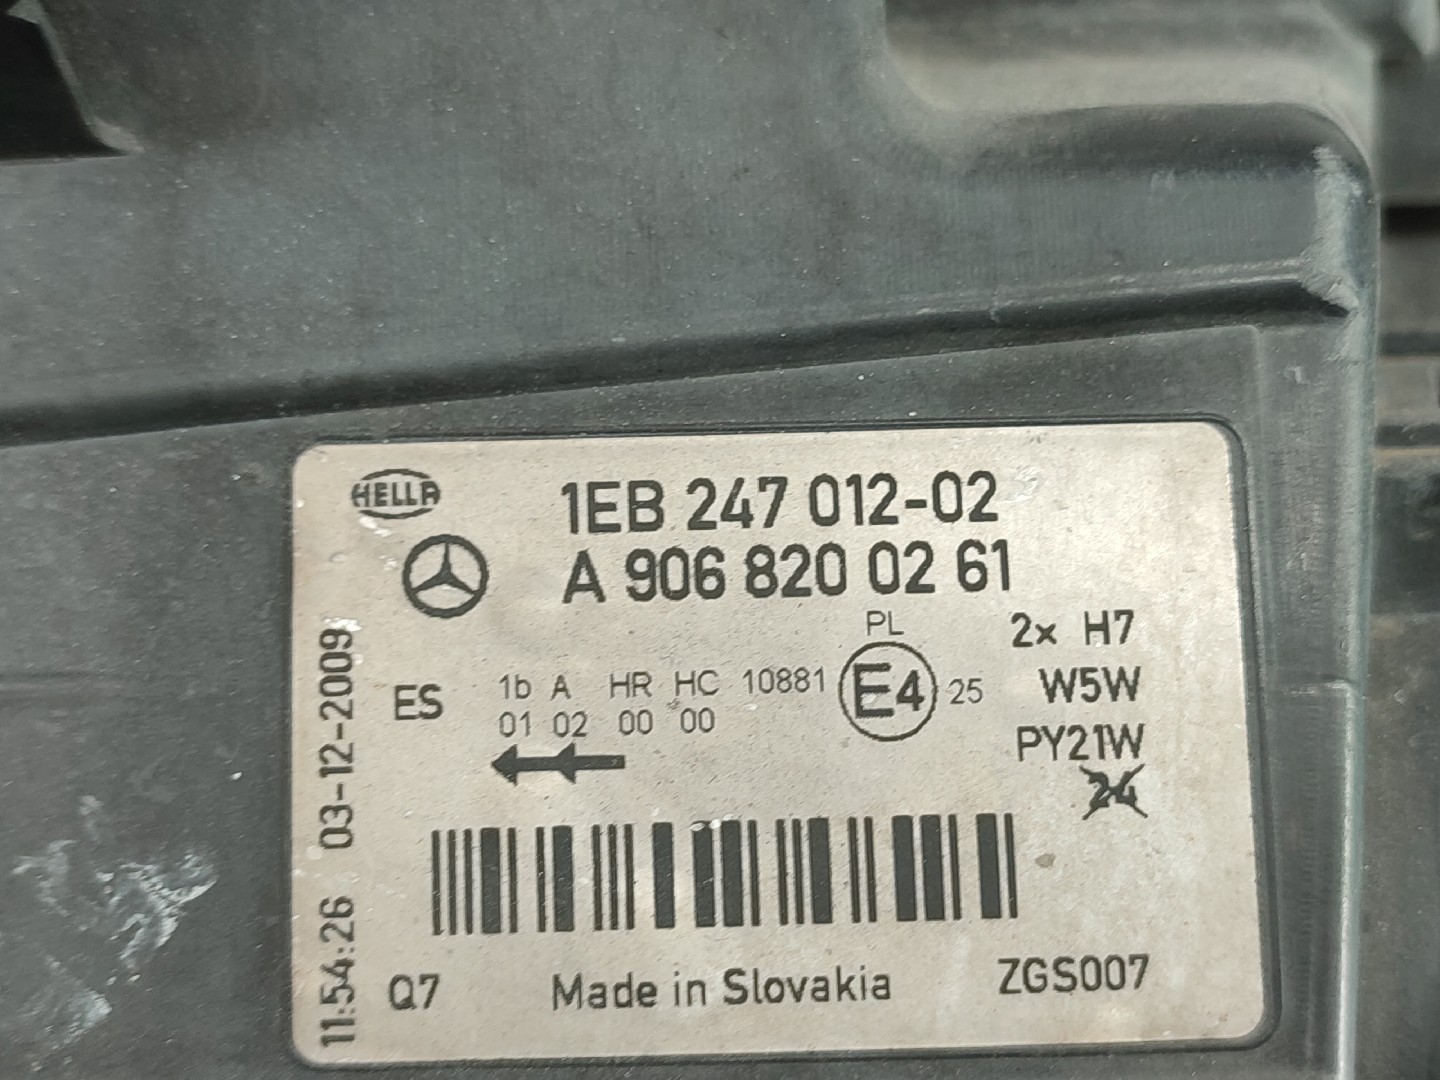 HELLA
1EB 247 012-02
A 906 820 02 61
PL
2x H7
ES
1b A HR HC 10881
01 02 00 00
E4
25
W5W
PY21W
24
Q7
Made in Slovakia
ZGS007
11:54:26 03-12-2009